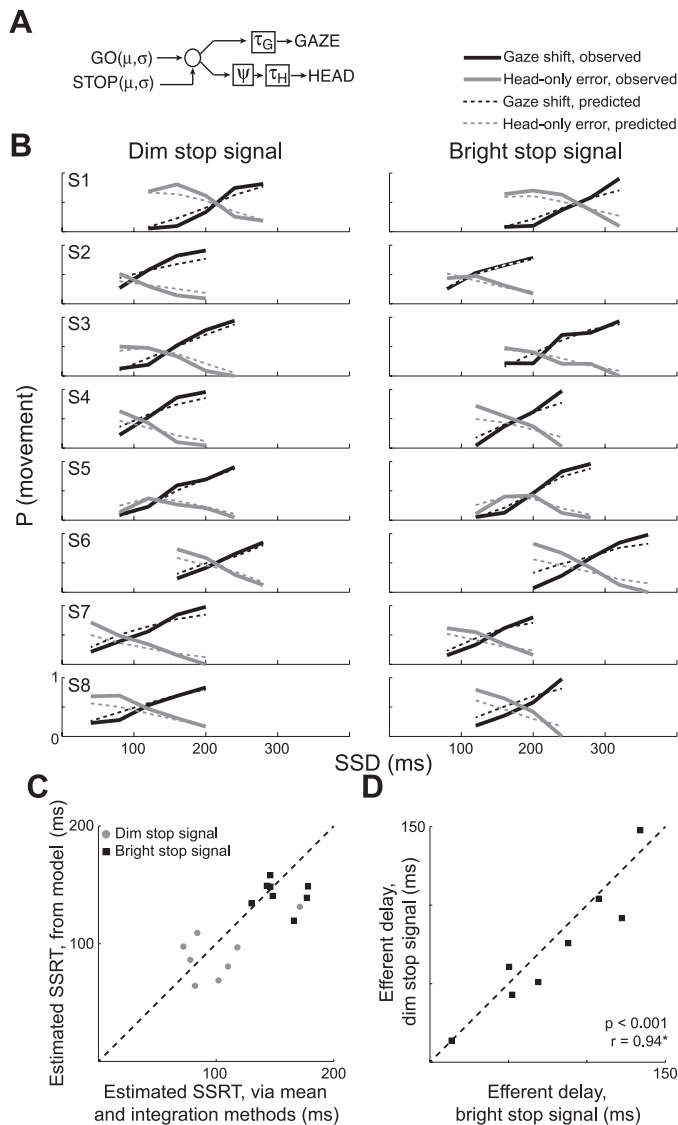 A
GO(μ,σ)
STOP(μ,σ)
τG
GAZE
ψ
τH
HEAD
Gaze shift, observed
Head-only error, observed
Gaze shift, predicted
Head-only error, predicted
B
Dim stop signal
Bright stop signal
S1
S2
S3
S4
S5
S6
S7
S8
P (movement)
1
0
100
200
300
100
200
300
SSD (ms)
C
Estimated SSRT, from model (ms)
200
100
Dim stop signal
Bright stop signal
100
200
Estimated SSRT, via mean
and integration methods (ms)
D
Efferent delay,
dim stop signal (ms)
150
p < 0.001
r = 0.94*
150
Efferent delay,
bright stop signal (ms)